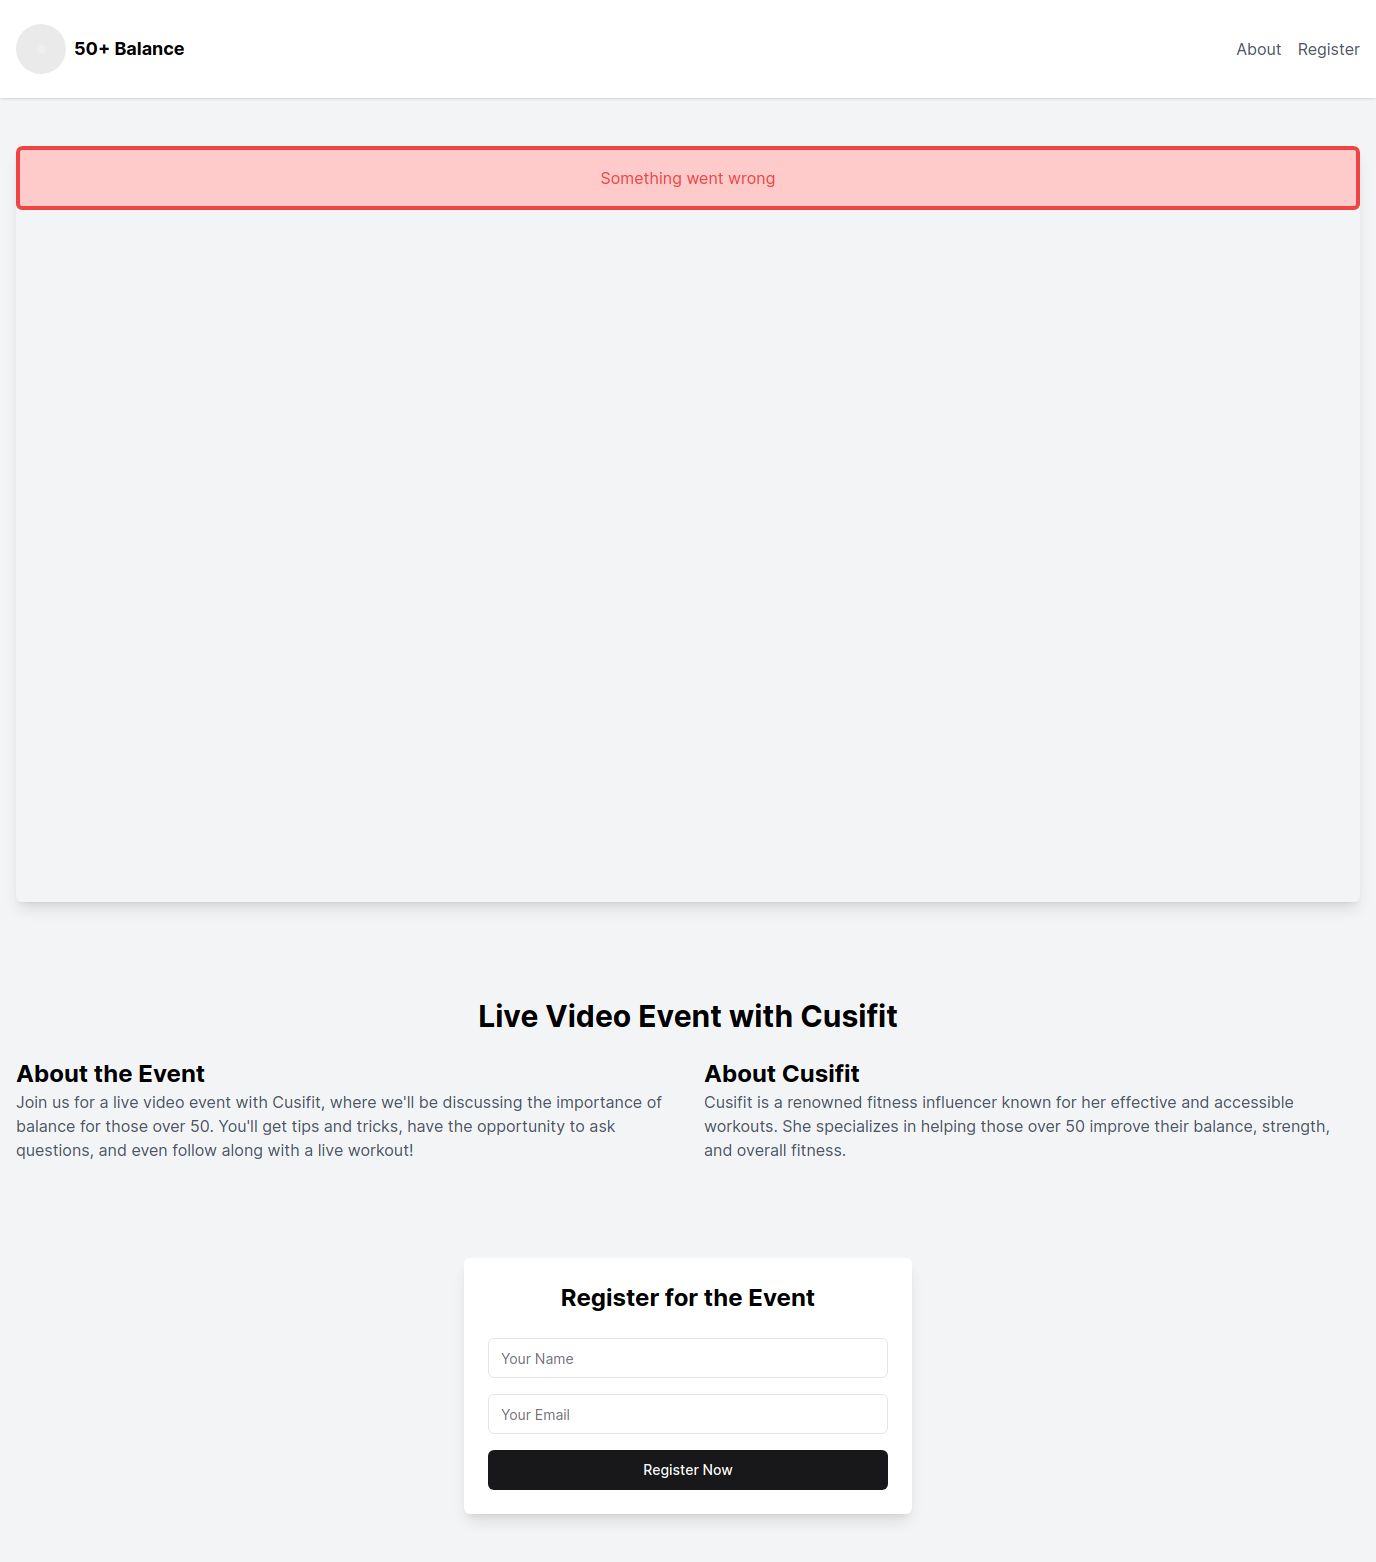 50+ Balance
About
Register
Something went wrong
Live Video Event with Cusifit
About the Event
Join us for a live video event with Cusifit, where we'll be discussing the importance of
balance for those over 50. You'll get tips and tricks, have the opportunity to ask
questions, and even follow along with a live workout!
About Cusifit
Cusifit is a renowned fitness influencer known for her effective and accessible
workouts. She specializes in helping those over 50 improve their balance, strength,
and overall fitness.
Register for the Event
Your Name
Your Email
Register Now